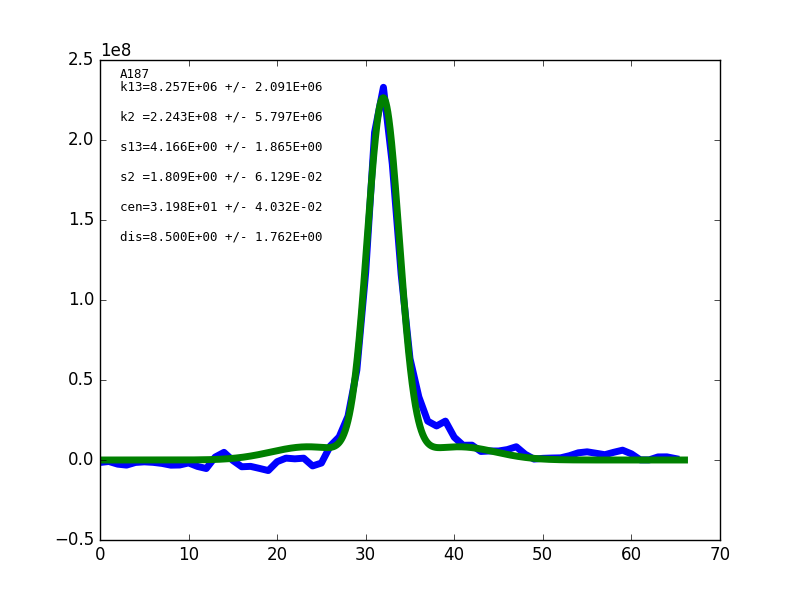 1e8
A187
k13=8.257E+06 +/- 2.091E+06
k2 =2.243E+08 +/- 5.797E+06
s13=4.166E+00 +/- 1.865E+00
s2 =1.809E+00 +/- 6.129E-02
cen=3.198E+01 +/- 4.032E-02
dis=8.500E+00 +/- 1.762E+00
2.5
2.0
1.5
1.0
0.5
0.0
−0.5
0 10 20 30 40 50 60 70